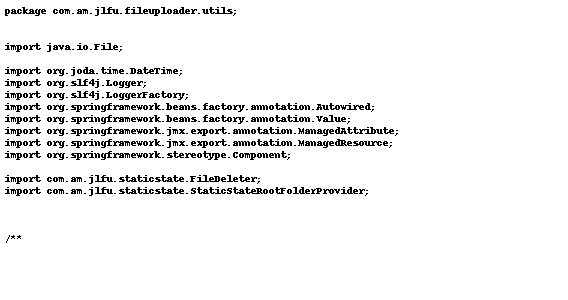 package com.am.jlfu.fileuploader.utils;
import java.io.File;
import org.joda.time.DateTime;
import org.slf4j.Logger;
import org.slf4j.LoggerFactory;
import org.springframework.beans.factory.annotation.Autowired;
import org.springframework.beans.factory.annotation.Value;
import org.springframework.jmx.export.annotation.ManagedAttribute;
import org.springframework.jmx.export.annotation.ManagedResource;
import org.springframework.stereotype.Component;
import com.am.jlfu.staticstate.FileDeleter;
import com.am.jlfu.staticstate.StaticStateRootFolderProvider;
/**